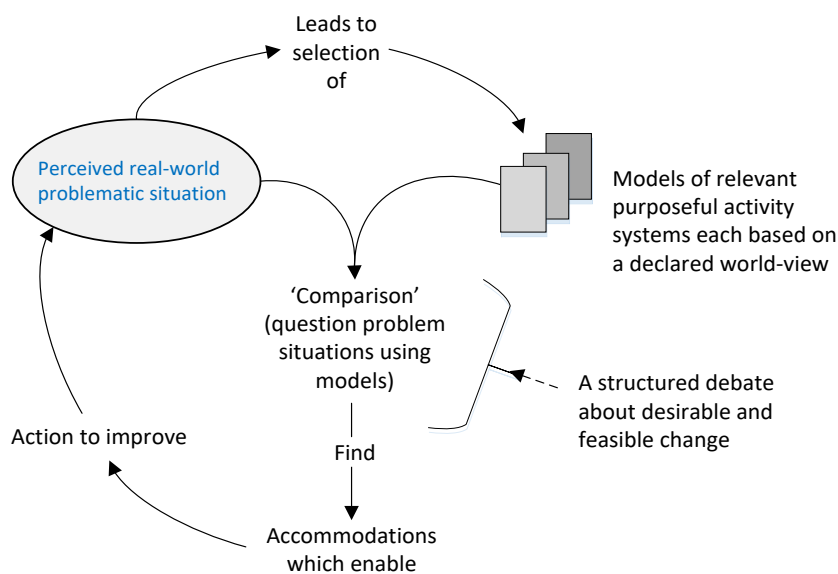 Leads to
selection
of
Perceived real-world
problematic situation
Models of relevant
purposeful activity
systems each based on
a declared world-view
‘Comparison’
(question problem
situations using
models)
A structured debate
about desirable and
feasible change
Find
Accommodations
which enable
Action to improve